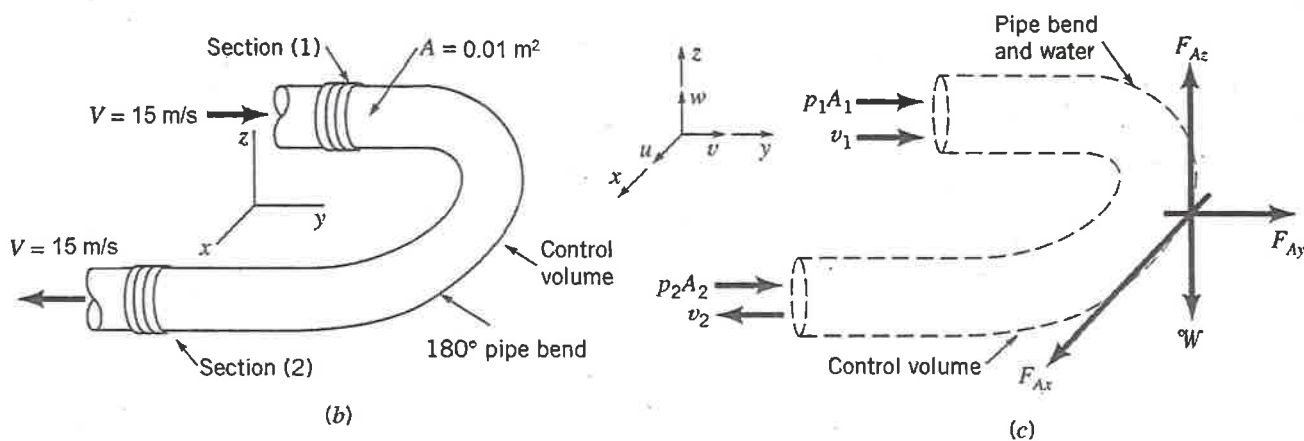 Section (1)
A = 0.01 m²
V = 15 m/s
z
y
x
V = 15 m/s
Control
volume
180° pipe bend
Section (2)
(b)
z
w
u
v
y
x
Pipe bend
and water
F_Az
p₁A₁
v₁
F_Ay
p₂A₂
v₂
𝒲
Control volume
F_Ax
(c)